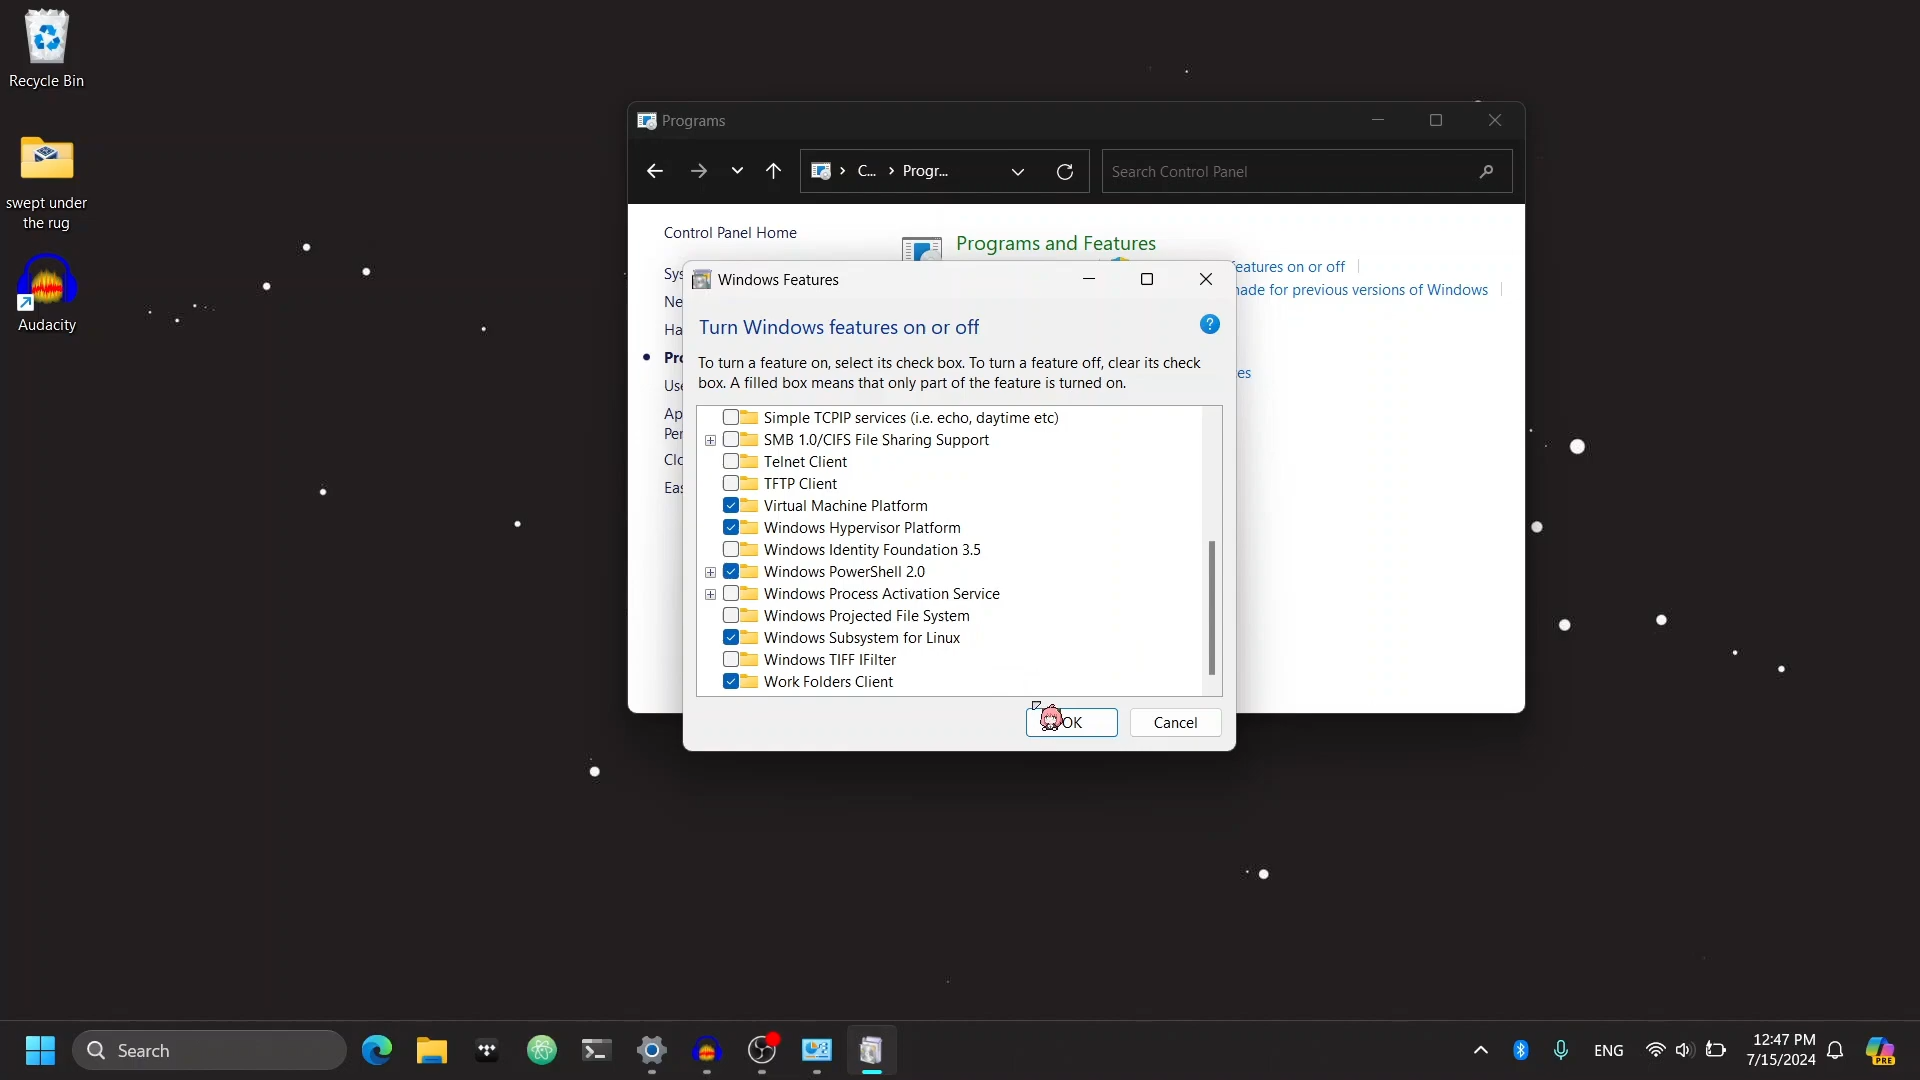 Recycle Bin
swept under
the rug
Audacity
Programs
C...
Progr...
Search Control Panel
Control Panel Home
Programs and Features
Sys
Ne
Ha
Pro
Use
Ap
Per
Clo
Eas
features on or off
made for previous versions of Windows
es
Windows Features
Turn Windows features on or off
?
To turn a feature on, select its check box. To turn a feature off, clear its check
box. A filled box means that only part of the feature is turned on.
Simple TCPIP services (i.e. echo, daytime etc)
SMB 1.0/CIFS File Sharing Support
Telnet Client
TFTP Client
Virtual Machine Platform
Windows Hypervisor Platform
Windows Identity Foundation 3.5
Windows PowerShell 2.0
Windows Process Activation Service
Windows Projected File System
Windows Subsystem for Linux
Windows TIFF IFilter
Work Folders Client
OK
Cancel
Search
ENG
12:47 PM
7/15/2024
PRE